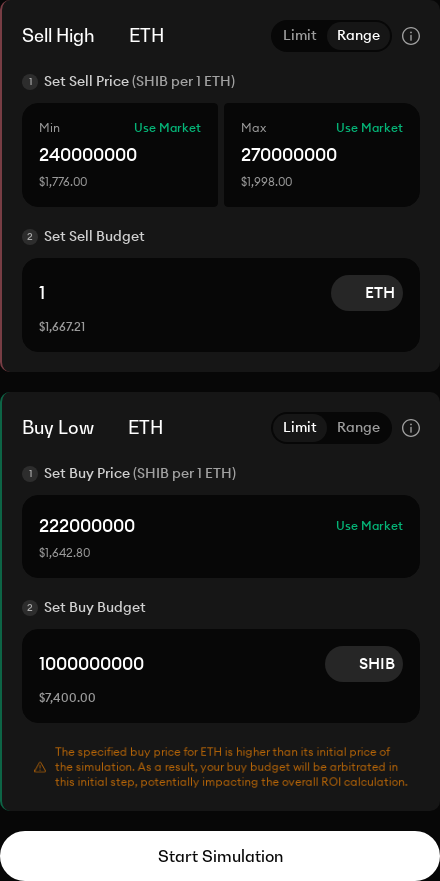 Sell High ETH Limit Range
1 Set Sell Price (SHIB per 1 ETH)
Min Use Market Max Use Market
240000000 270000000
$1,776.00 $1,998.00
2 Set Sell Budget
1 ETH
$1,667.21
Buy Low ETH Limit Range
1 Set Buy Price (SHIB per 1 ETH)
222000000 Use Market
$1,642.80
2 Set Buy Budget
1000000000 SHIB
$7,400.00
The specified buy price for ETH is higher than its initial price of
the simulation. As a result, your buy budget will be arbitrated in
this initial step, potentially impacting the overall ROI calculation.
Start Simulation